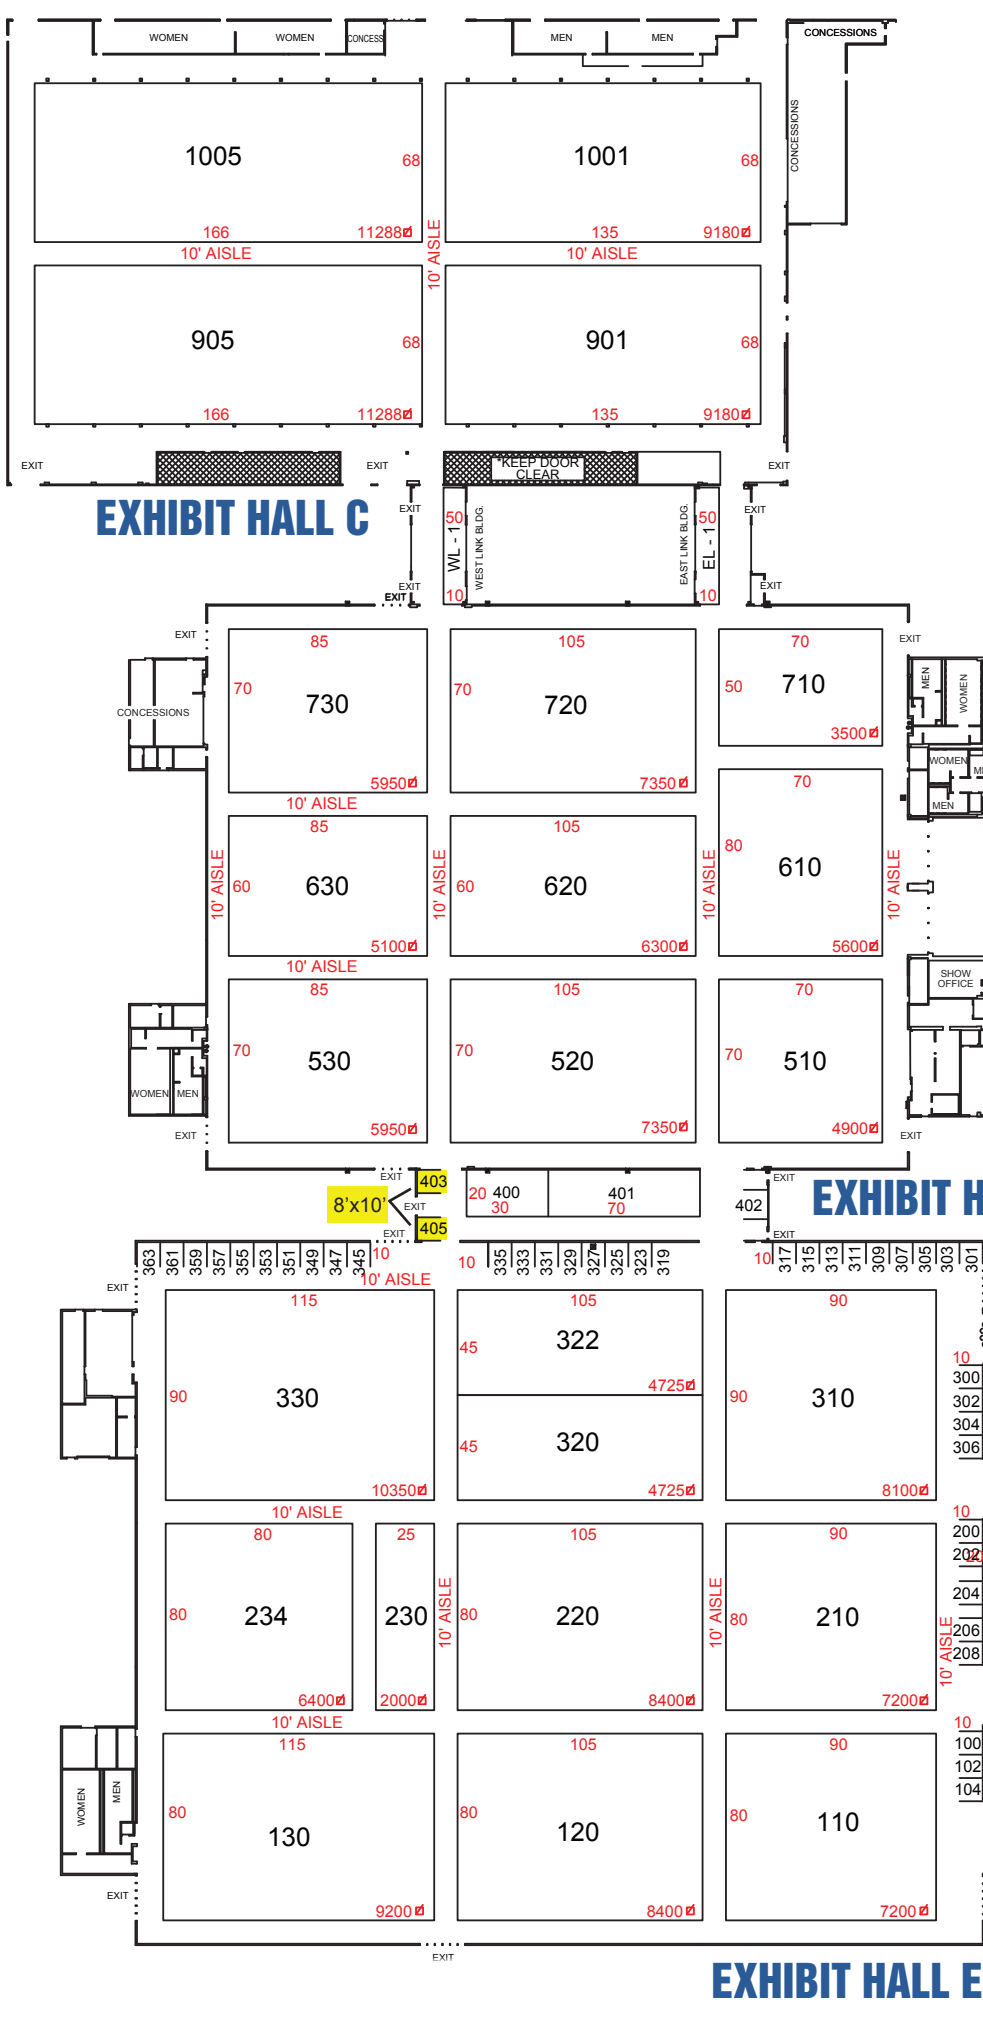 WOMEN
WOMEN
CONCESS
MEN
MEN
CONCESSIONS
CONCESSIONS
1005
68
166
11288
1001
68
135
9180
10' AISLE
10' AISLE
10' AISLE
905
68
166
11288
901
68
135
9180
EXIT
EXIT
*KEEP DOOR
CLEAR
EXIT
EXHIBIT HALL C
EXIT
50
WL - 1
10
WEST LINK BLDG.
EAST LINK BLDG.
50
EL - 1
10
EXIT
EXIT
EXIT
EXIT
EXIT
EXIT
85
70
730
5950
105
70
720
7350
70
50
710
3500
CONCESSIONS
MEN
WOMEN
WOMEN
MEN
10' AISLE
85
60
630
5100
105
60
620
6300
70
80
610
5600
10' AISLE
10' AISLE
10' AISLE
10' AISLE
10' AISLE
SHOW
OFFICE
85
70
530
5950
105
70
520
7350
70
70
510
4900
WOMEN
MEN
EXIT
EXIT
EXIT
403
8'x10'
EXIT
405
EXIT
20
400
30
401
70
402
EXIT
EXIT
EXHIBIT H
363
361
359
357
355
353
351
349
347
345
10
10
335
333
331
329
327
325
323
319
10
317
315
313
311
309
307
305
303
301
10' AISLE
EXIT
115
90
330
10350
105
45
322
4725
45
320
4725
90
90
310
8100
10
300
302
304
306
10' AISLE
80
80
234
6400
25
230
2000
10' AISLE
105
80
220
8400
10' AISLE
90
80
210
7200
10' AISLE
10
200
202
204
206
208
10' AISLE
115
80
130
9200
105
80
120
8400
90
80
110
7200
10
100
102
104
WOMEN
MEN
EXIT
EXIT
EXHIBIT HALL E